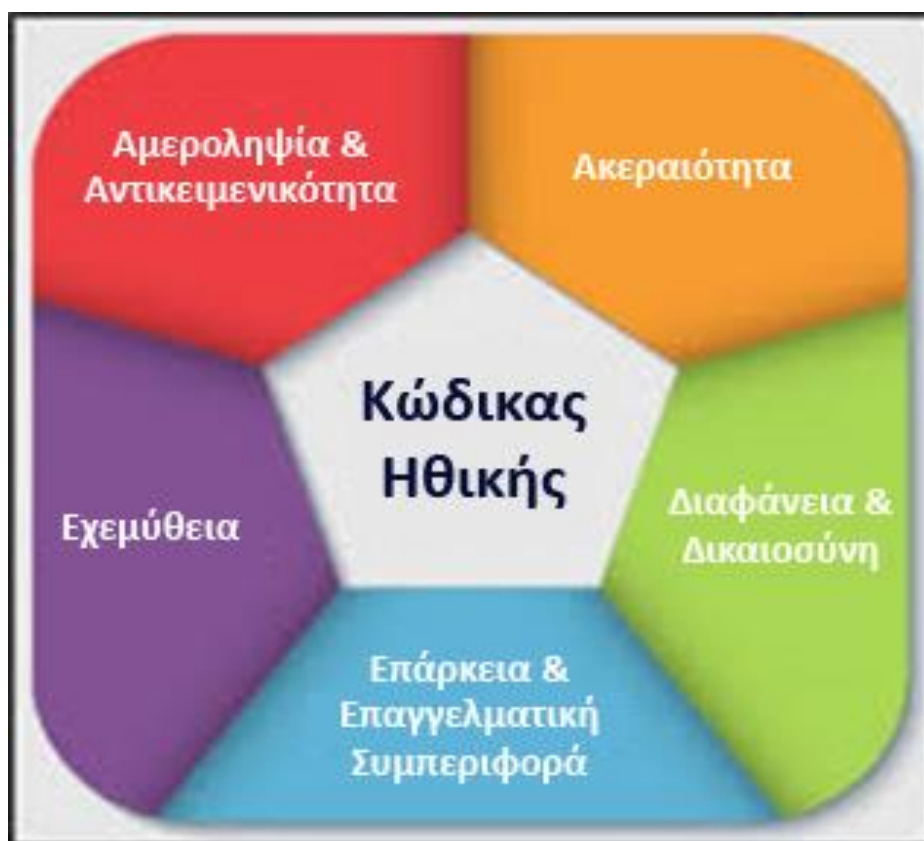 Αμεροληψία &
Αντικειμενικότητα
Ακεραιότητα
Κώδικας
Ηθικής
Εχεμύθεια
Διαφάνεια &
Δικαιοσύνη
Επάρκεια &
Επαγγελματική
Συμπεριφορά